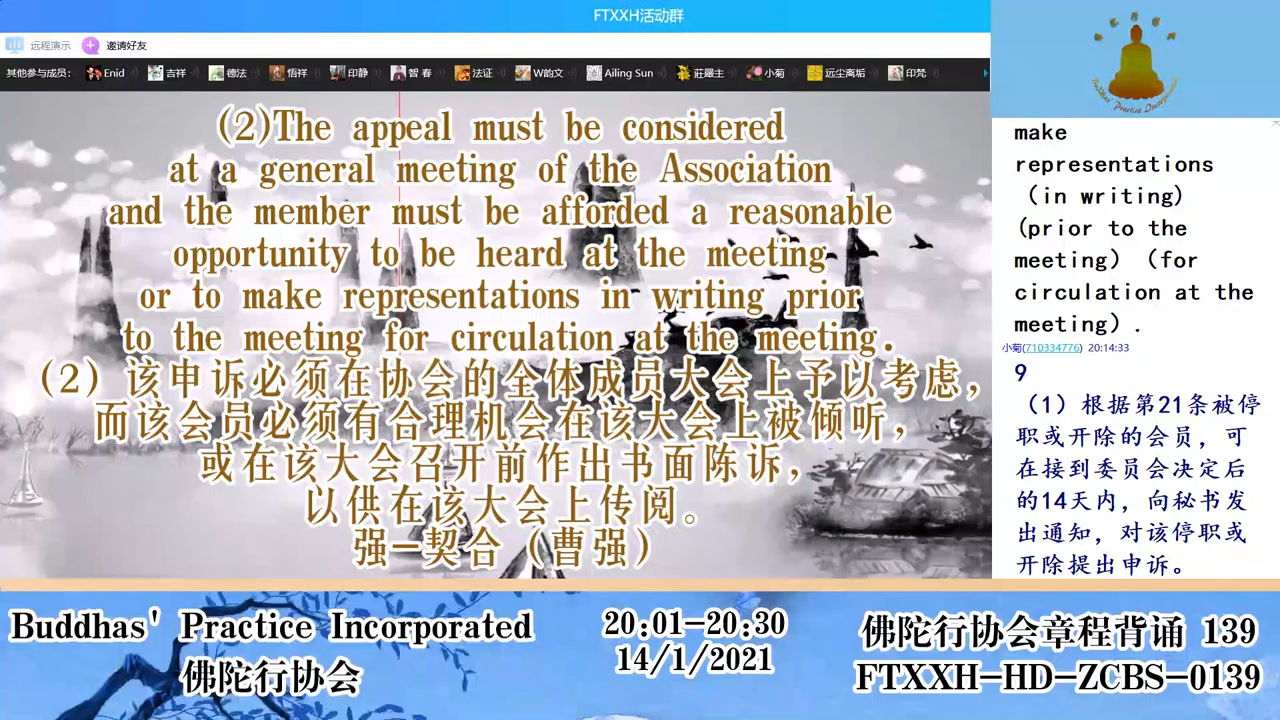 FTXXH活动群
远程演示 邀请好友
其他参与成员： Enid 吉祥 德法 悟祥 印静 智 春 法证 W韵文 Ailing Sun 莊嚴主 小菊 远尘离垢 印梵
(2)The appeal must be considered
at a general meeting of the Association
and the member must be afforded a reasonable
opportunity to be heard at the meeting
or to make representations in writing prior
to the meeting for circulation at the meeting.
（2）该申诉必须在协会的全体成员大会上予以考虑，
而该会员必须有合理机会在该大会上被倾听，
或在该大会召开前作出书面陈诉，
以供在该大会上传阅。
强—契合（曹强）
Buddhas Practice Incorporated
make
representations
（in writing）
(prior to the
meeting）（for
circulation at the
meeting）.
小菊(710334776) 20:14:33
9
（1）根据第21条被停
职或开除的会员，可
在接到委员会决定后
的14天内，向秘书发
出通知，对该停职或
开除提出申诉。
Buddhas' Practice Incorporated
佛陀行协会
20:01-20:30
14/1/2021
佛陀行协会章程背诵 139
FTXXH-HD-ZCBS-0139